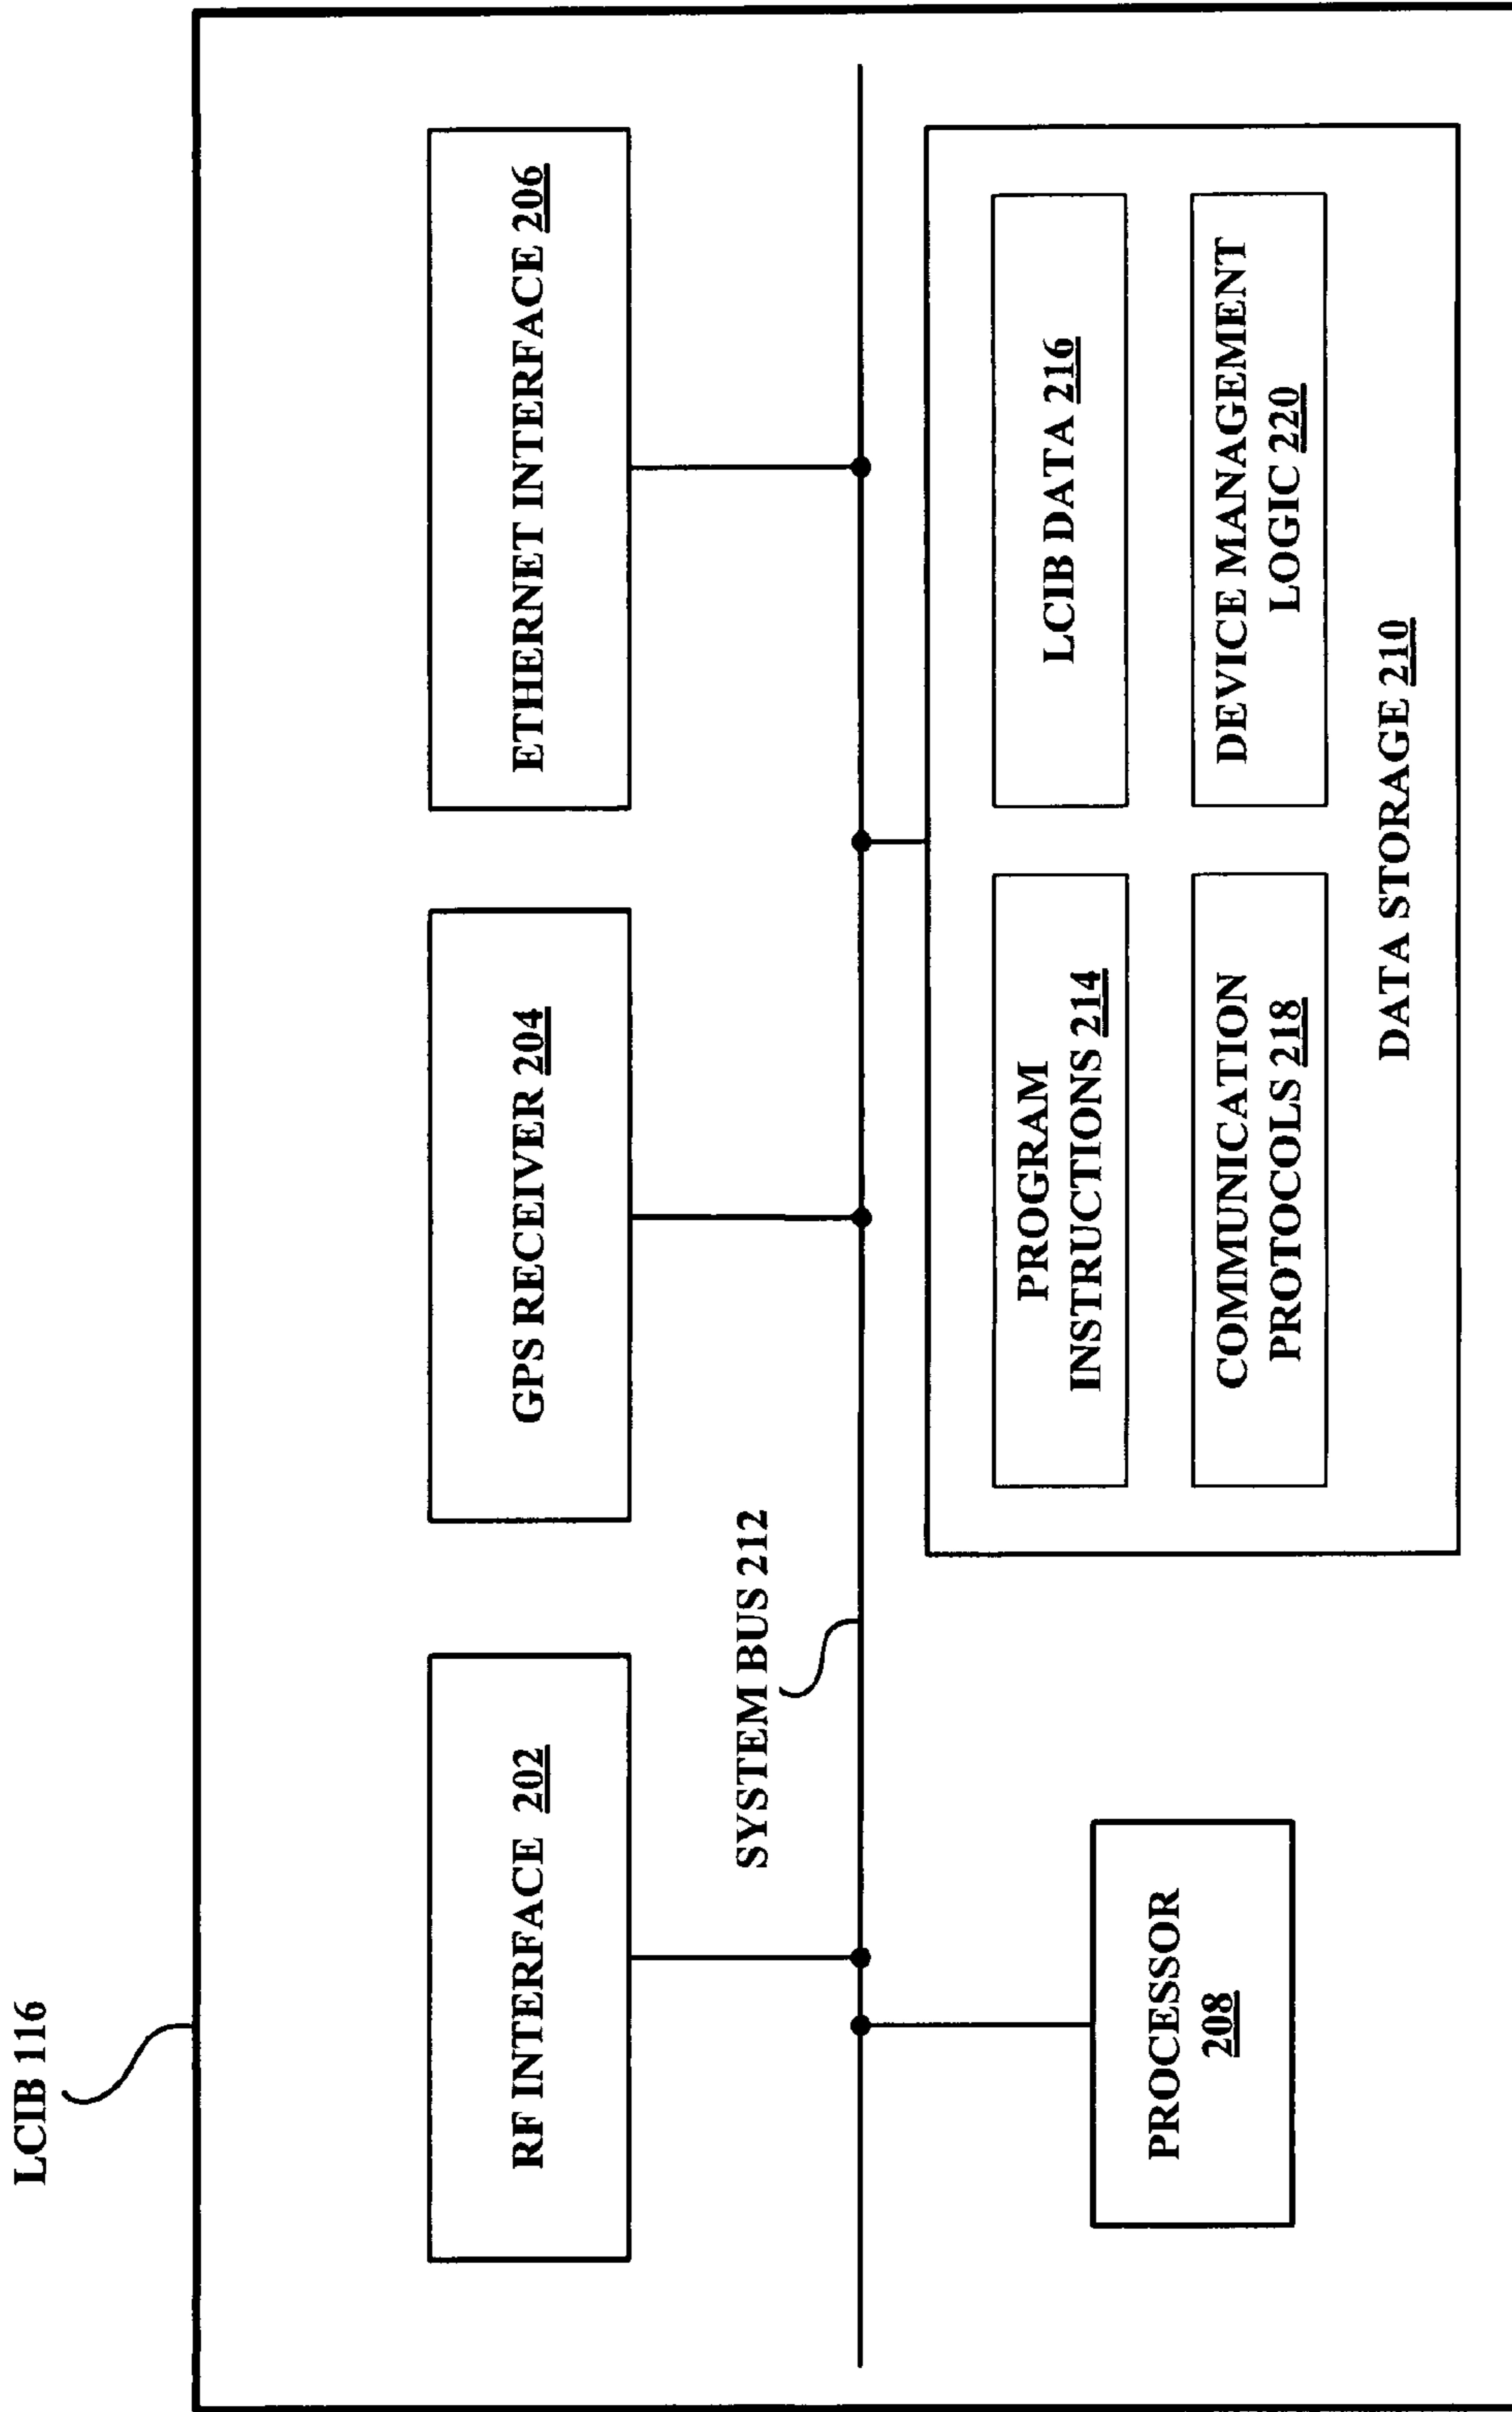 LCIB 116
RF INTERFACE 202
GPS RECEIVER 204
ETHERNET INTERFACE 206
SYSTEM BUS 212
PROCESSOR
208
PROGRAM
INSTRUCTIONS 214
LCIB DATA 216
COMMUNICATION
PROTOCOLS 218
DEVICE MANAGEMENT
LOGIC 220
DATA STORAGE 210